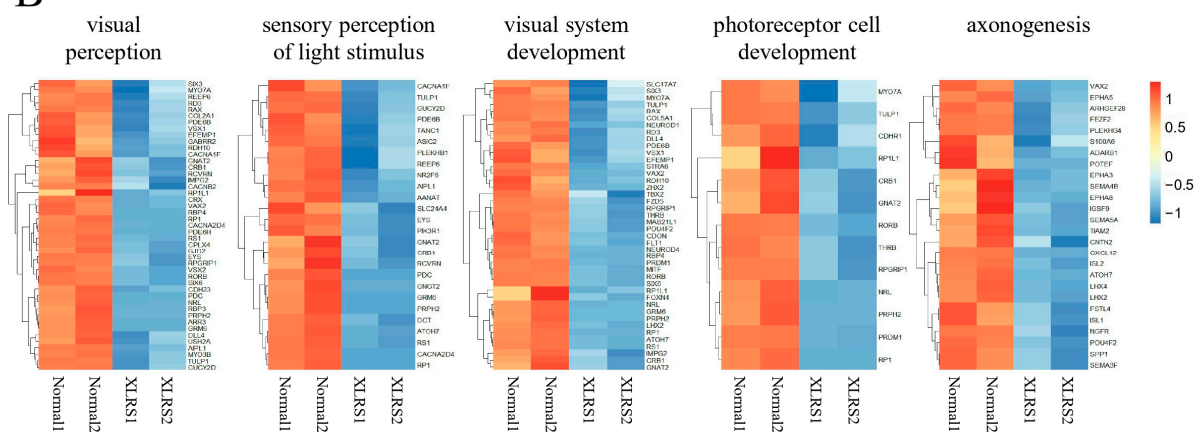 visual
perception
SIX3
MYO7A
REEP6
RD3
RAX
COL2A1
PDE6B
VSX1
EFEMP1
GABRR2
RDH10
CACNA1F
GNAT2
CRB1
RCVRN
IMPG2
CACNB2
RP1L1
CRX
VAX2
RBP4
RP1
CACNA2D4
PDE6H
RS1
CPLX4
GJD2
EYS
RPGRIP1
VSX2
RORB
SIX6
CDH23
PDC
NRL
RBP3
PRPH2
ARR3
GRM6
DLL4
USH2A
AIPL1
MYO3B
TULP1
GUCY2D
Normal1
Normal2
XLRS1
XLRS2
sensory perception
of light stimulus
CACNA1F
TULP1
GUCY2D
PDE6B
TANC1
ASIC2
PLEKHB1
REEP6
NR2F6
AIPL1
AANAT
SLC24A4
EYS
PIK3R1
GNAT2
CRB1
RCVRN
PDC
GNGT2
GRM6
PRPH2
DCT
ATOH7
RS1
CACNA2D4
RP1
Normal1
Normal2
XLRS1
XLRS2
visual system
development
SLC17A7
SIX3
MYO7A
TULP1
RAX
COL5A1
NEUROD1
RD3
DLL4
PDE6B
VSX1
EFEMP1
STRA6
VAX2
RDH10
ZHX2
TBX2
FZD5
RPGRIP1
THRB
MAB21L1
POU4F2
CDON
FLT1
NEUROD4
RBP4
PRDM1
MITF
RORB
SIX6
RP1L1
FOXN4
NRL
GRM6
PRPH2
LHX2
RP1
ATOH7
RS1
IMPG2
CRB1
GNAT2
Normal1
Normal2
XLRS1
XLRS2
photoreceptor cell
development
MYO7A
TULP1
CDHR1
RP1L1
CRB1
GNAT2
RORB
THRB
RPGRIP1
NRL
PRPH2
PRDM1
RP1
Normal1
Normal2
XLRS1
XLRS2
axonogenesis
VAX2
EPHA5
ARHGEF28
FEZF2
PLEKHG4
S100A6
ADARB1
POTEF
EPHA3
SEMA4B
EPHA8
IGSF9
SEMA5A
TIAM2
CNTN2
CXCL12
ISL2
ATOH7
LHX4
LHX2
FSTL4
ISL1
NGFR
POU4F2
SPP1
SEMA3F
Normal1
Normal2
XLRS1
XLRS2
1
0.5
0
−0.5
−1